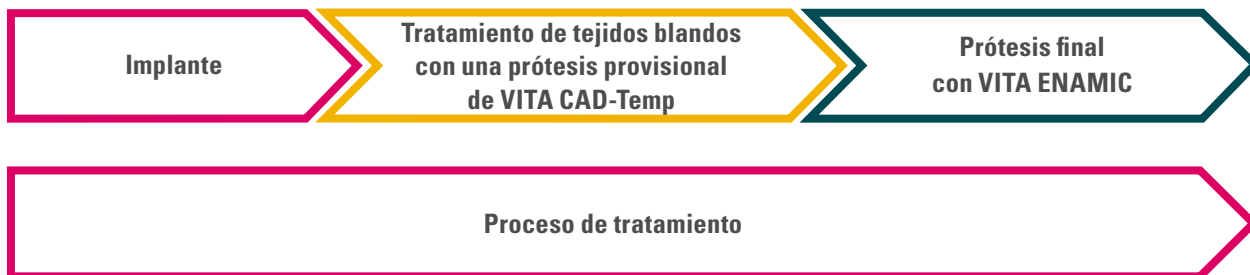 Implante
Tratamiento de tejidos blandos
con una prótesis provisional
de VITA CAD-Temp
Prótesis final
con VITA ENAMIC
Proceso de tratamiento